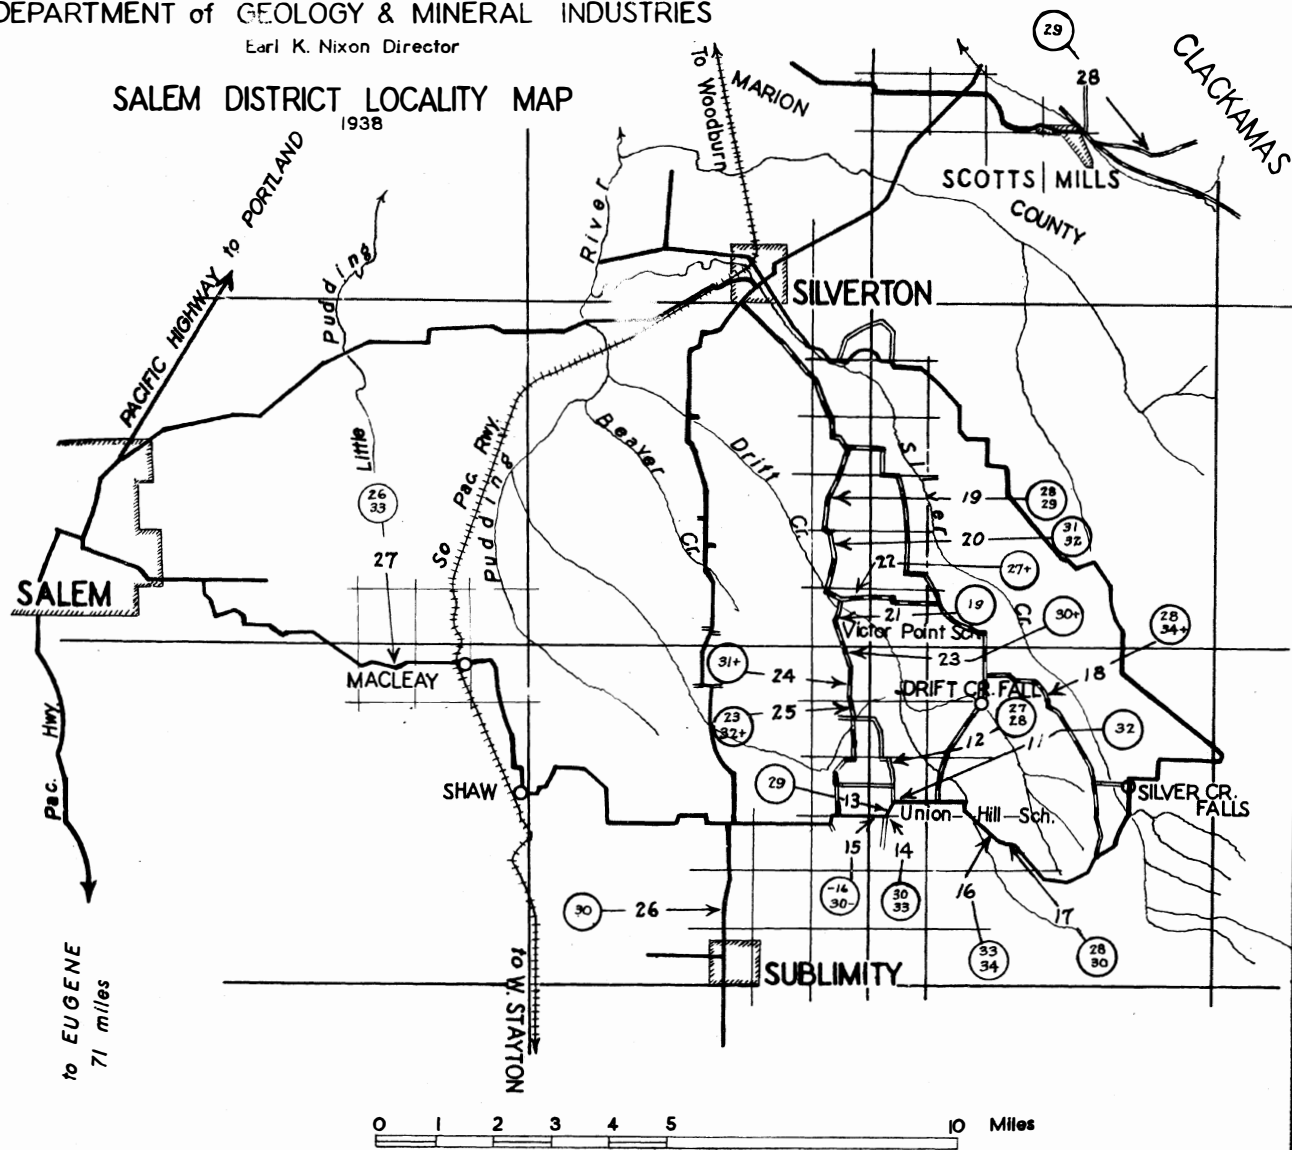 DEPARTMENT of GEOLOGY & MINERAL INDUSTRIES
Earl K. Nixon Director
SALEM DISTRICT LOCALITY MAP
1938
29
28
CLACKAMAS
MARION
To Woodburn
SCOTTS MILLS
COUNTY
PACIFIC HIGHWAY to PORTLAND
River
Pudding
SILVERTON
Little
So Pac. Rwy.
Pudding
Beaver
Cr.
Drift
Cr.
Silver
Cr.
26
33
27
19
28
29
20
31
32
22
27+
21
19
Victor Point Sch.
30+
23
28
34+
18
SALEM
MACLEAY
31+
24
DRIFT CR. FALL
27
28
23
32+
25
12
11
32
Pac. Hwy.
SHAW
29
13
SILVER CR.
FALLS
Union Hill Sch.
15
14
-16
30-
30
33
16
17
30
26
33
34
28
30
SUBLIMITY
to W. STAYTON
to EUGENE
71 miles
0 1 2 3 4 5 10 Miles